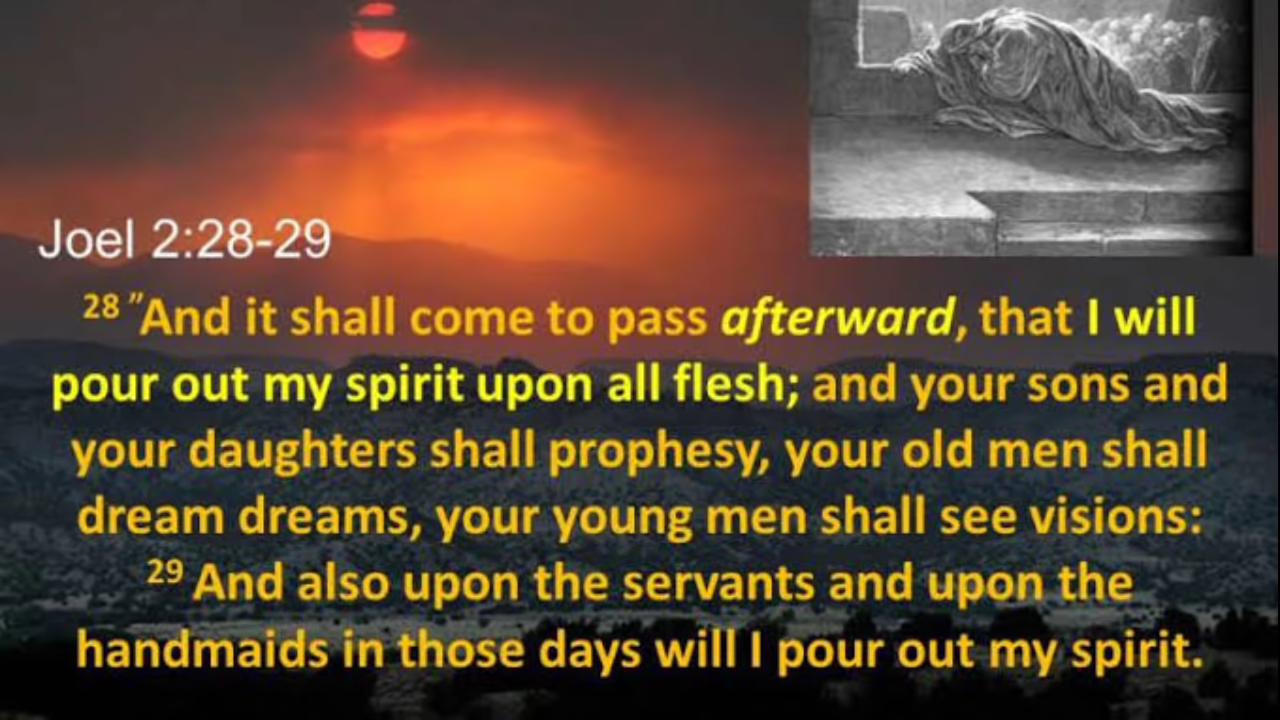 Joel 2:28-29
28 ”And it shall come to pass afterward, that I will
pour out my spirit upon all flesh; and your sons and
your daughters shall prophesy, your old men shall
dream dreams, your young men shall see visions:
29 And also upon the servants and upon the
handmaids in those days will I pour out my spirit.